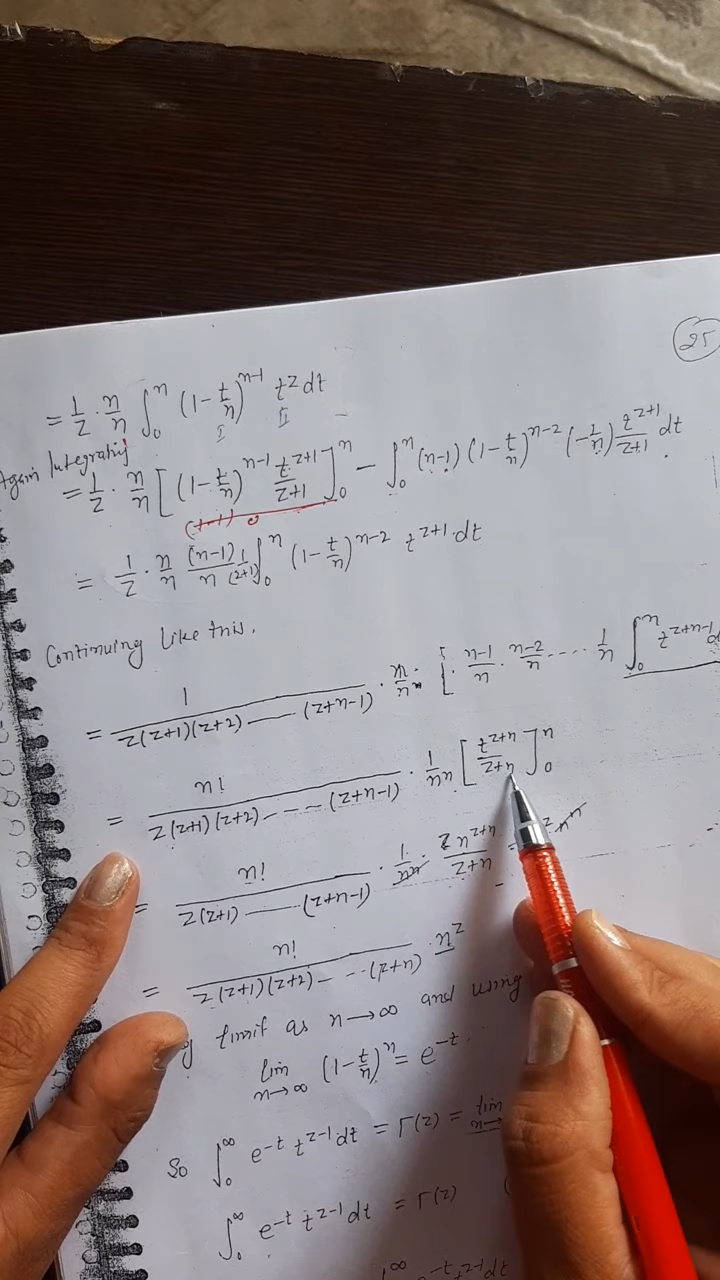 25
= 1/z · n/n ∫₀ⁿ (1 - t/n)ⁿ⁻¹ t^z dt
I II
Again Integrating
= 1/z · n/n [(1 - t/n)ⁿ⁻¹ t^(z+1)/(z+1)]₀ⁿ - ∫₀ⁿ (n-1) (1 - t/n)ⁿ⁻² (-1/n) t^(z+1)/(z+1) dt
= 1/z · n/n (n-1)/n 1/(z+1) ∫₀ⁿ (1 - t/n)ⁿ⁻² t^(z+1) · dt
Continuing like this,
= 1/(z(z+1)(z+2) —— (z+n-1)) · n/n · [ · (n-1)/n · (n-2)/n ····· 1/n ∫₀ⁿ t^(z+n-1)
= n!/(z(z+1)(z+2) - - - -(z+n-1)) · 1/nⁿ [t^(z+n)/(z+n)]₀ⁿ
= n!/(z(z+1) —— (z+n-1)) · 1/nⁿ · n^(z+n)/(z+n)
= n!/(z(z+1)(z+2) - - - ·(z+n)) · n^z
limit as n→∞ and using
lim n→∞ (1 - t/n)ⁿ = e^(-t) ·
So ∫₀^∞ e^(-t) t^(z-1) dt = Γ(z) = lim n→
∫₀^∞ e^(-t) t^(z-1) dt = Γ(z) (
∫^∞ e^(-t) t^(z-1) dt